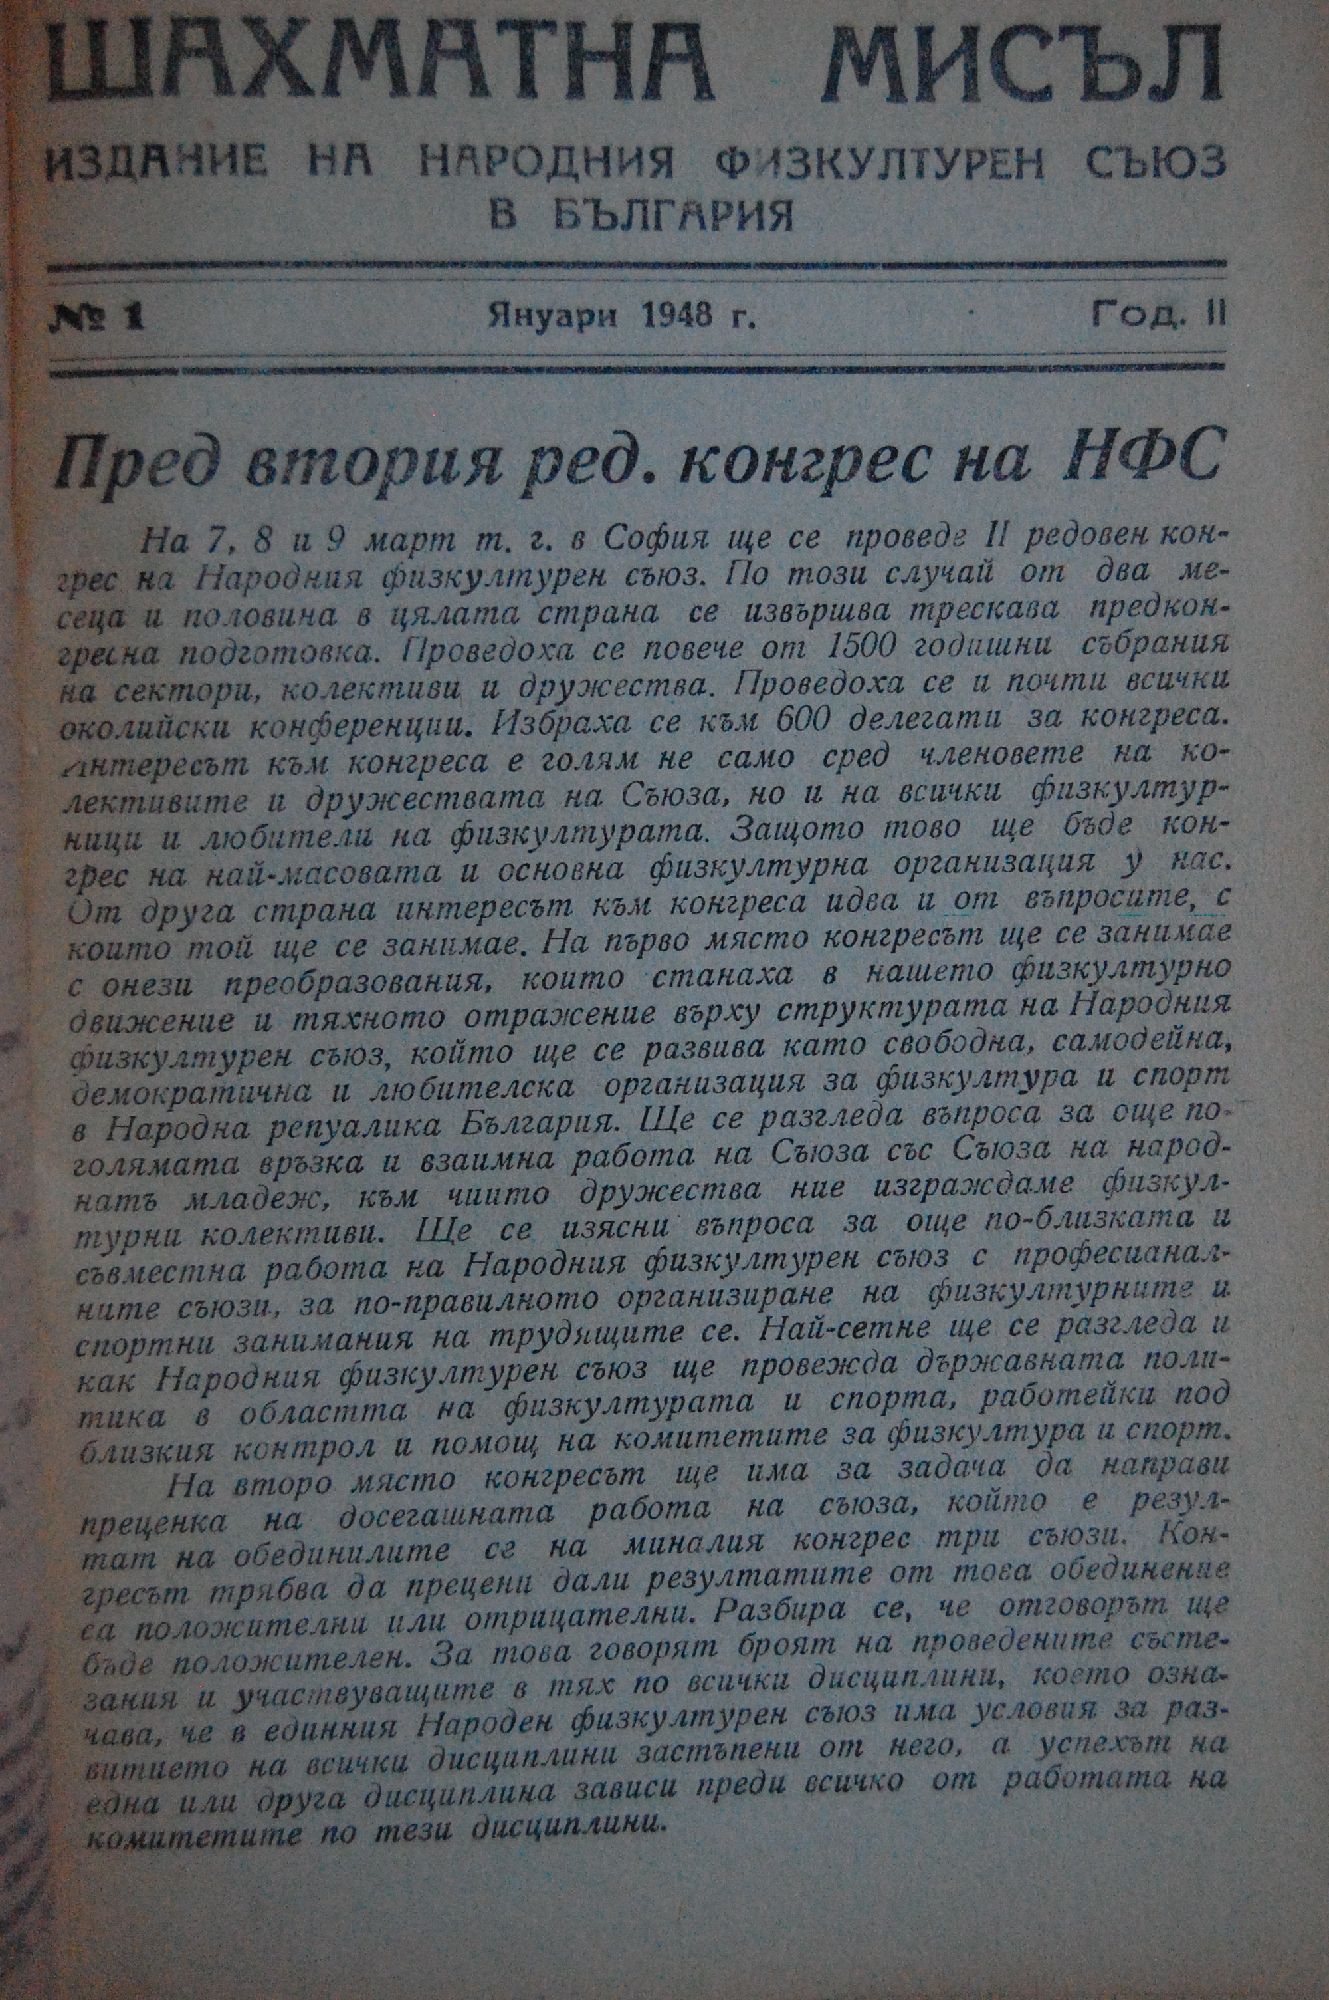 ШАХМАТНА МИСЪЛ
ИЗДАНИЕ НА НАРОДНИЯ ФИЗКУЛТУРЕН СЪЮЗ
В БЪЛГАРИЯ
№ 1 Януари 1948 г. Год. II
Пред втория ред. конгрес на НФС
На 7, 8 и 9 март т. г. в София ще се проведе II редовен кон-
грес на Народния физкултурен съюз. По този случай от два ме-
сеца и половина в цялата страна се извършва трескава предкон-
гресна подготовка. Проведоха се повече от 1500 годишни събрания
на сектори, колективи и дружества. Проведоха се и почти всички
околийски конференции. Избраха се към 600 делегати за конгреса.
Интересът към конгреса е голям не само сред членовете на ко-
лективите и дружествата на Съюза, но и на всички физкултур-
ници и любители на физкултурата. Защото тово ще бъде кон-
грес на най-масовата и основна физкултурна организация у нас.
От друга страна интересът към конгреса идва и от въпросите, с
които той ще се занимае. На първо място конгресът ще се занимае
с онези преобразования, които станаха в нашето физкултурно
движение и тяхното отражение върху структурата на Народния
физкултурен съюз, който ще се развива като свободна, самодейна,
демократична и любителска организация за физкултура и спорт
в Народна репуалика България. Ще се разгледа въпроса за още по-
голямата връзка и взаимна работа на Съюза със Съюза на народ-
натъ младеж, към чиито дружества ние изграждаме физкул-
турни колективи. Ще се изясни въпроса за още по-близката и
съвместна работа на Народния физкултурен съюз с професианал-
ните съюзи, за по-правилното организиране на физкултурните и
спортни занимания на трудящите се. Най-сетне ще се разгледа и
как Народния физкултурен съюз ще провежда държавната поли-
тика в областта на физкултурата и спорта, работейки под
близкия контрол и помощ на комитетите за физкултура и спорт.
На второ място конгресът ще има за задача да направи
преценка на досегашната работа на съюза, който е резул-
тат на обединилите се на миналия конгрес три съюзи. Кон-
гресът трябва да прецени дали резултатите от това обединение
са положителни или отрицателни. Разбира се, че отговорът ще
бъде положителен. За това говорят броят на проведените състе-
зания и участвуващите в тях по всички дисциплини, което озна-
чава, че в единния Народен физкултурен съюз има условия за раз-
витието на всички дисциплини застъпени от него, а успехът на
една или друга дисциплина зависи преди всичко от работата на
комитетите по тези дисциплини.